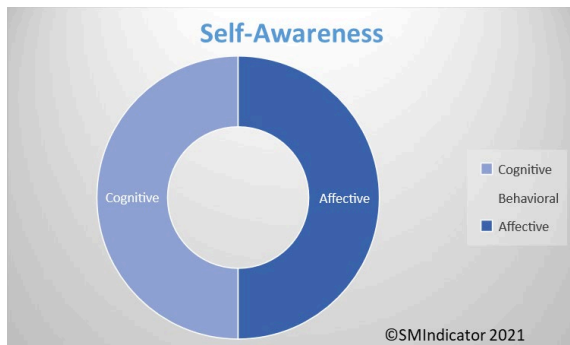 Self-Awareness
Cognitive
Affective
Cognitive
Behavioral
Affective
©SMIndicator 2021